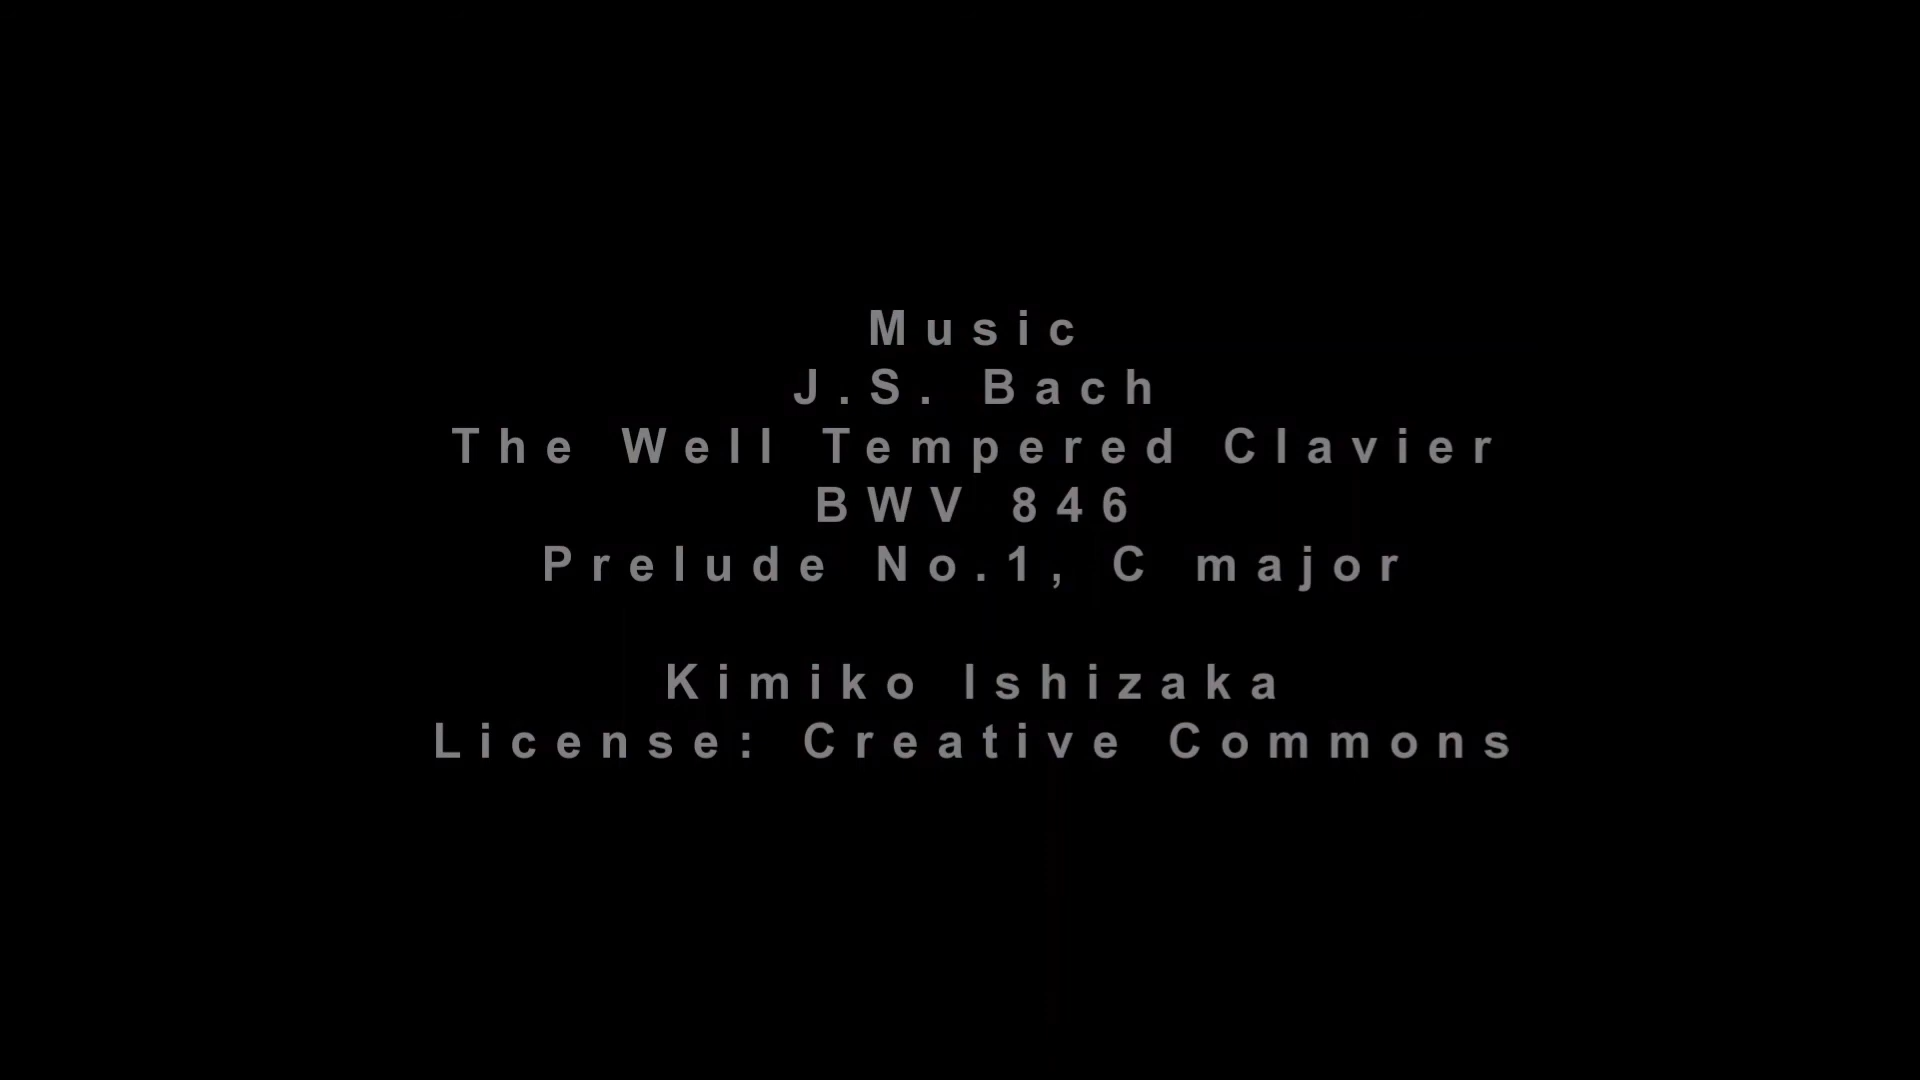 Music
J.S. Bach
The Well Tempered Clavier
BWV 846
Prelude No.1, C major
Kimiko Ishizaka
License: Creative Commons